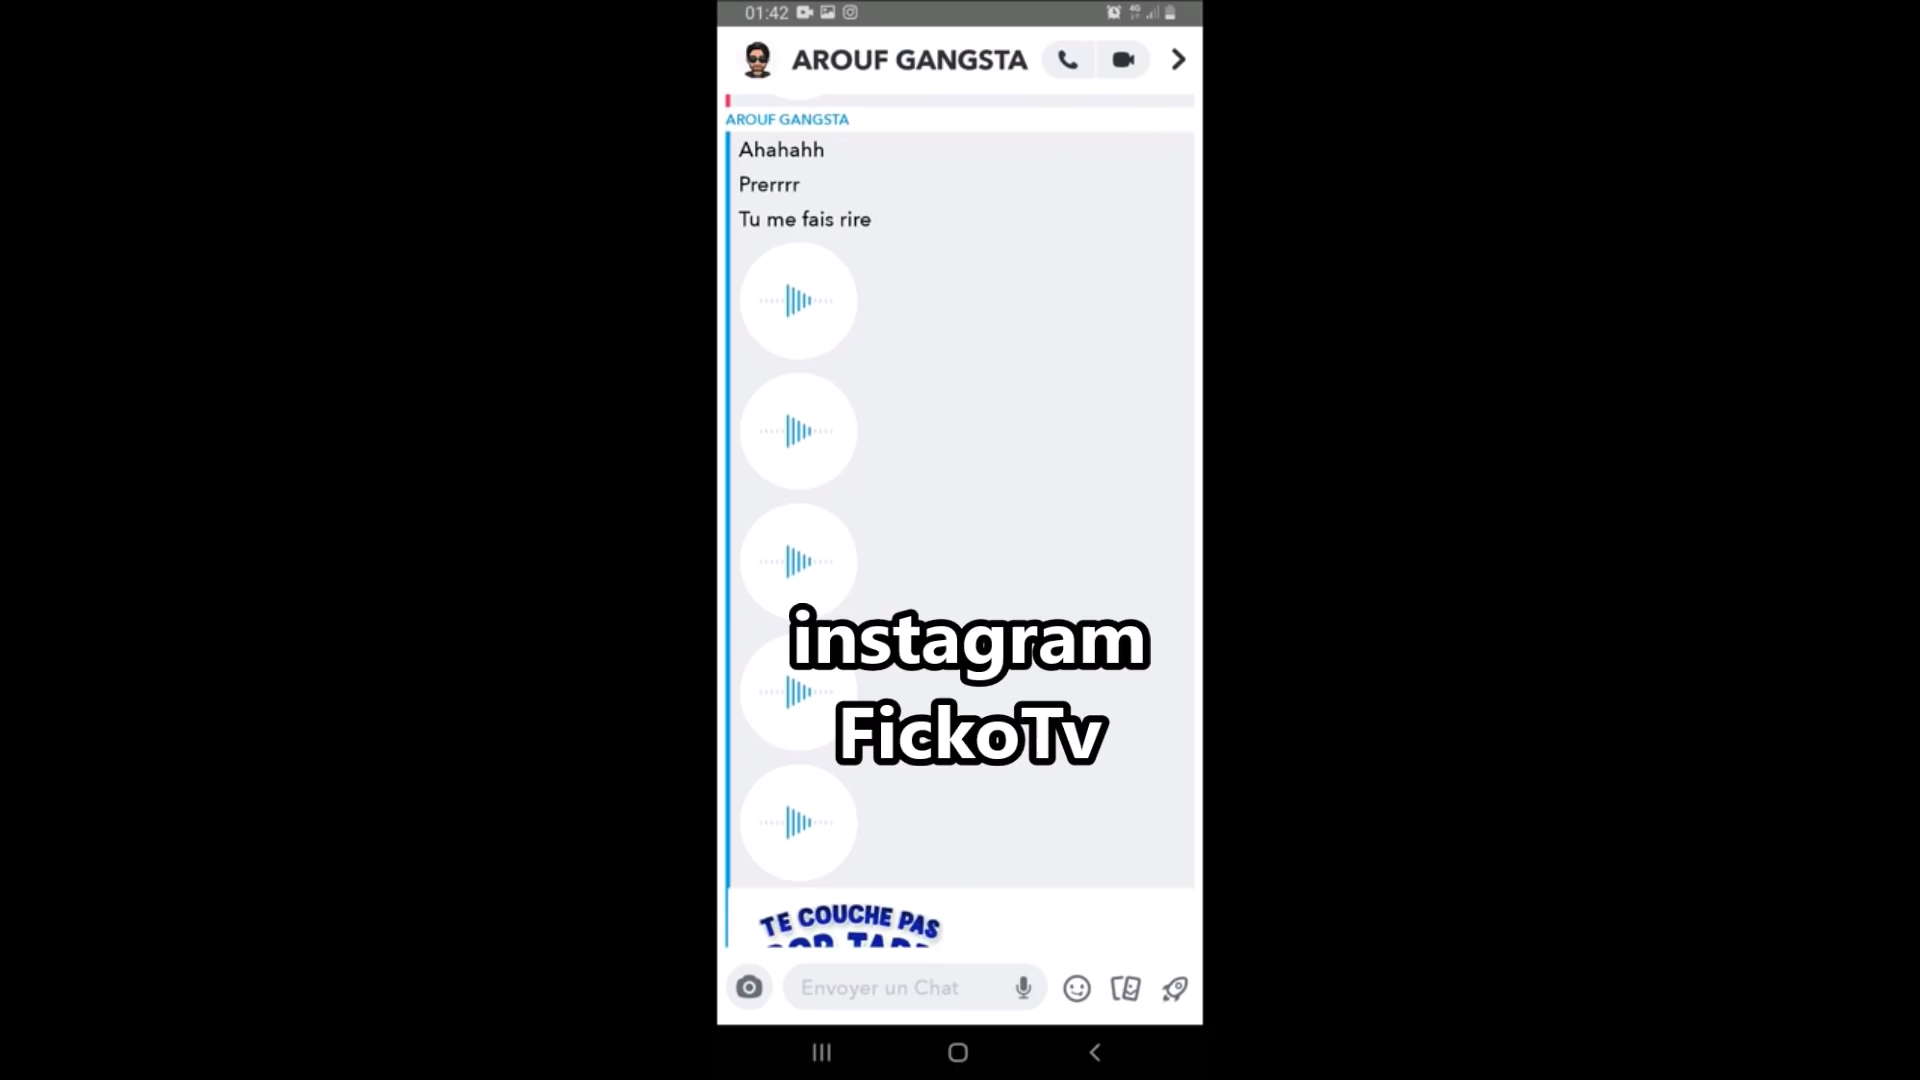 01:42
4G
AROUF GANGSTA
AROUF GANGSTA
Ahahahh
Prerrrr
Tu me fais rire
instagram
FickoTv
TE COUCHE PAS
Envoyer un Chat